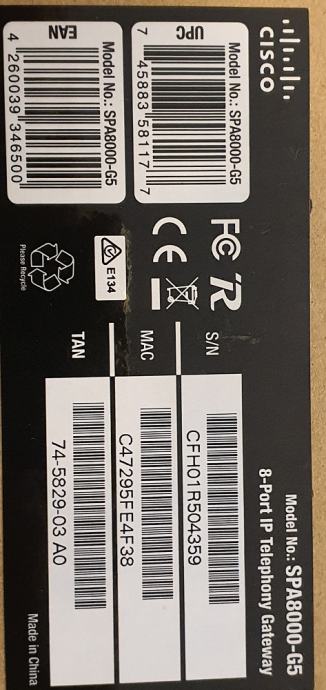 CISCO
Model No.: SPA8000-G5
8-Port IP Telephony Gateway
Model No.: SPA8000-G5
7 45883 58117 7
UPC
FC
S/N
CFH01R504359
CE
MAC
C47295FE4F38
Model No.: SPA8000-G5
4 260039 346500
EAN
E134
TAN
74-5829-03 A0
Please Recycle
Made in China